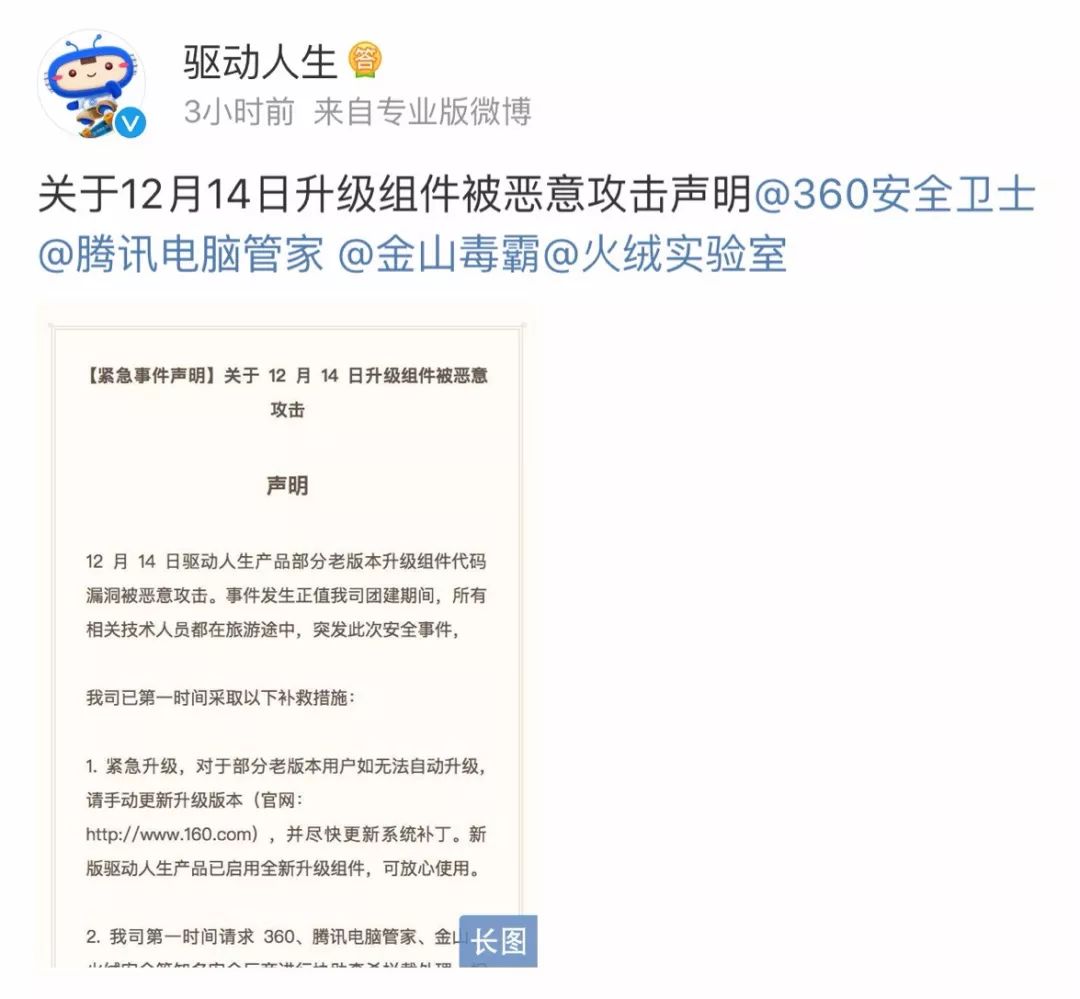 驱动人生 答
3小时前 来自专业版微博
关于12月14日升级组件被恶意攻击声明@360安全卫士
@腾讯电脑管家 @金山毒霸@火绒实验室
【紧急事件声明】关于 12 月 14 日升级组件被恶意
攻击
声明
12 月 14 日驱动人生产品部分老版本升级组件代码
漏洞被恶意攻击。事件发生正值我司团建期间，所有
相关技术人员都在旅游途中，突发此次安全事件，
我司已第一时间采取以下补救措施：
1. 紧急升级，对于部分老版本用户如无法自动升级，
请手动更新升级版本（官网：
http://www.160.com），并尽快更新系统补丁。新
版驱动人生产品已启用全新升级组件，可放心使用。
2. 我司第一时间请求 360、腾讯电脑管家、金山、
长图